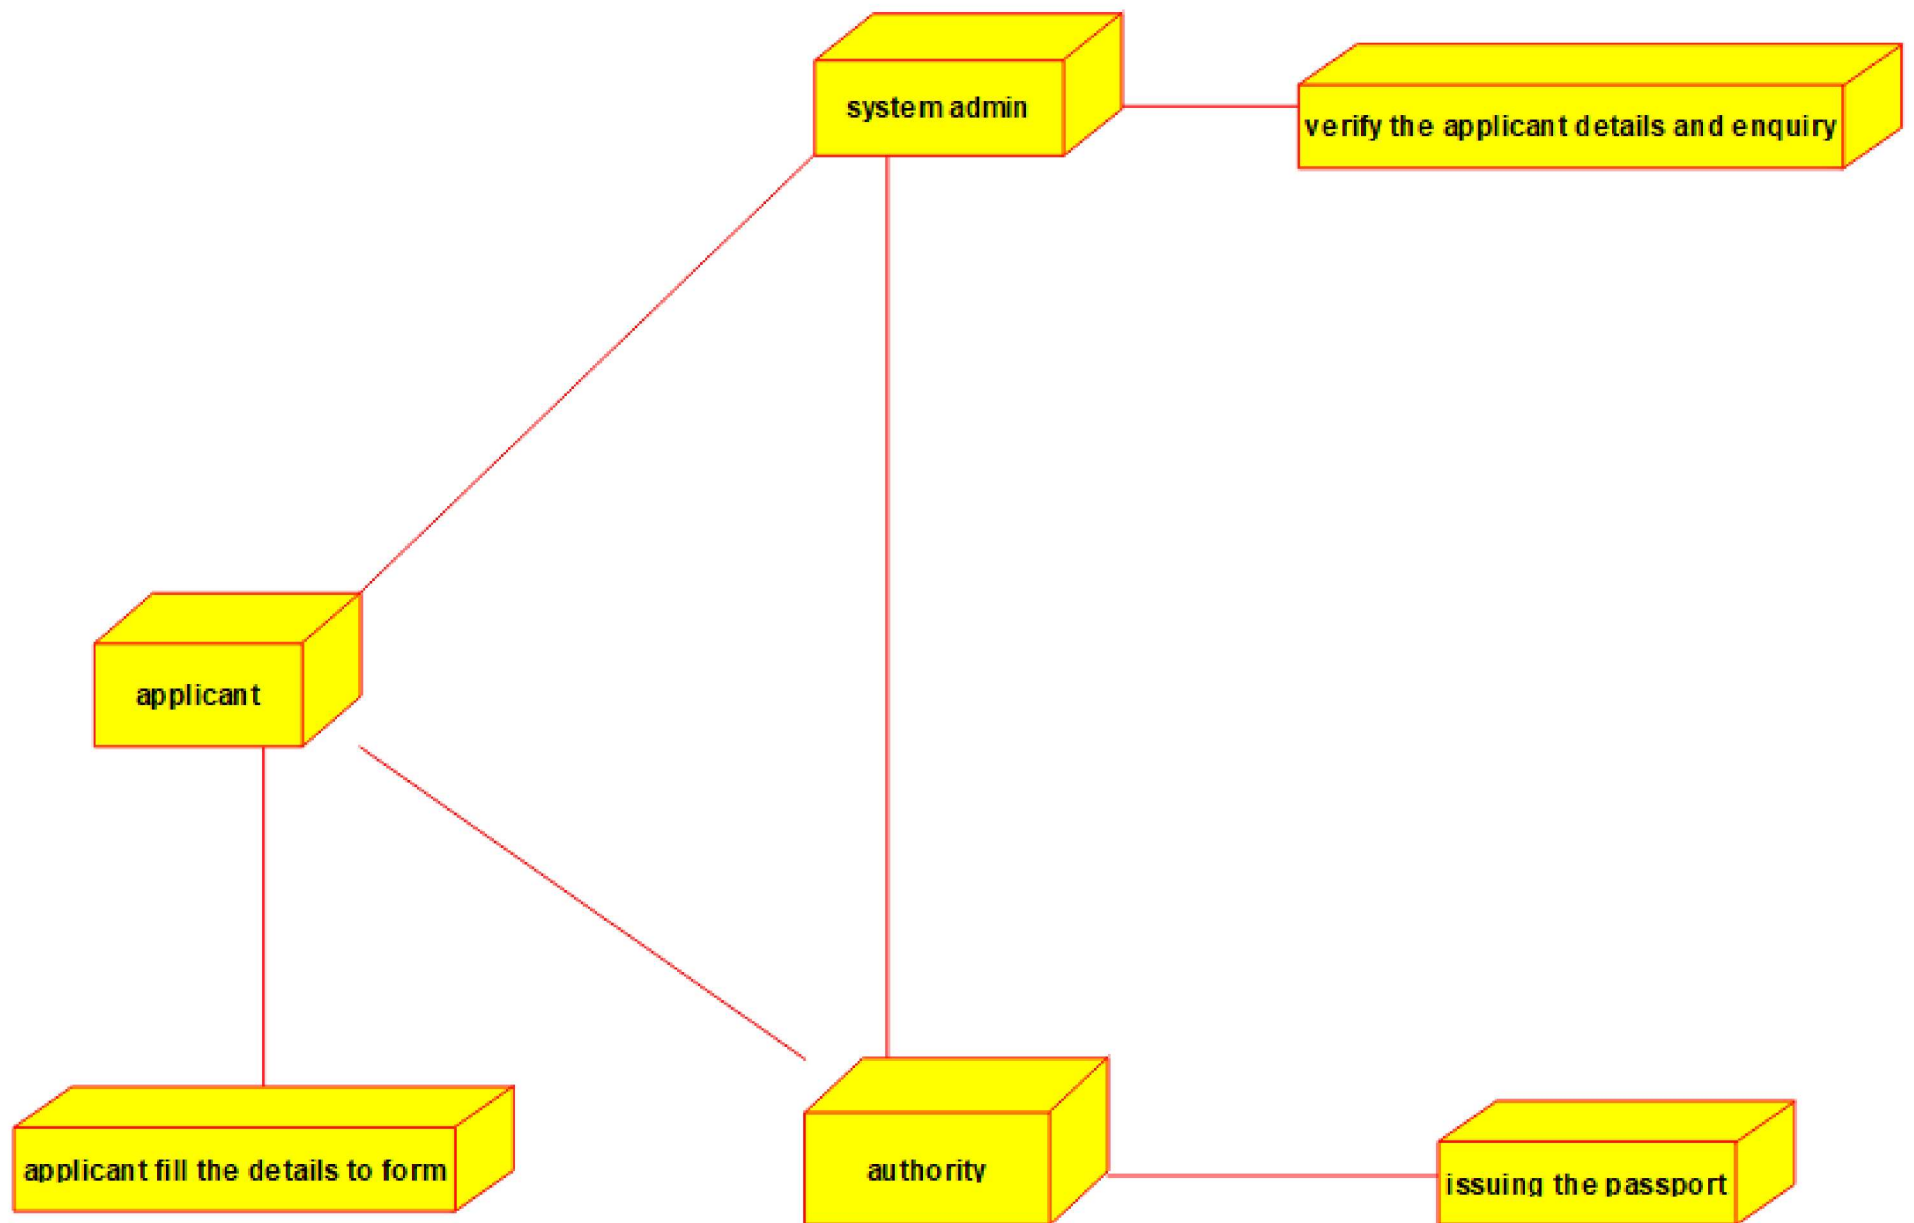 system admin
verify the applicant details and enquiry
applicant
applicant fill the details to form
authority
issuing the passport